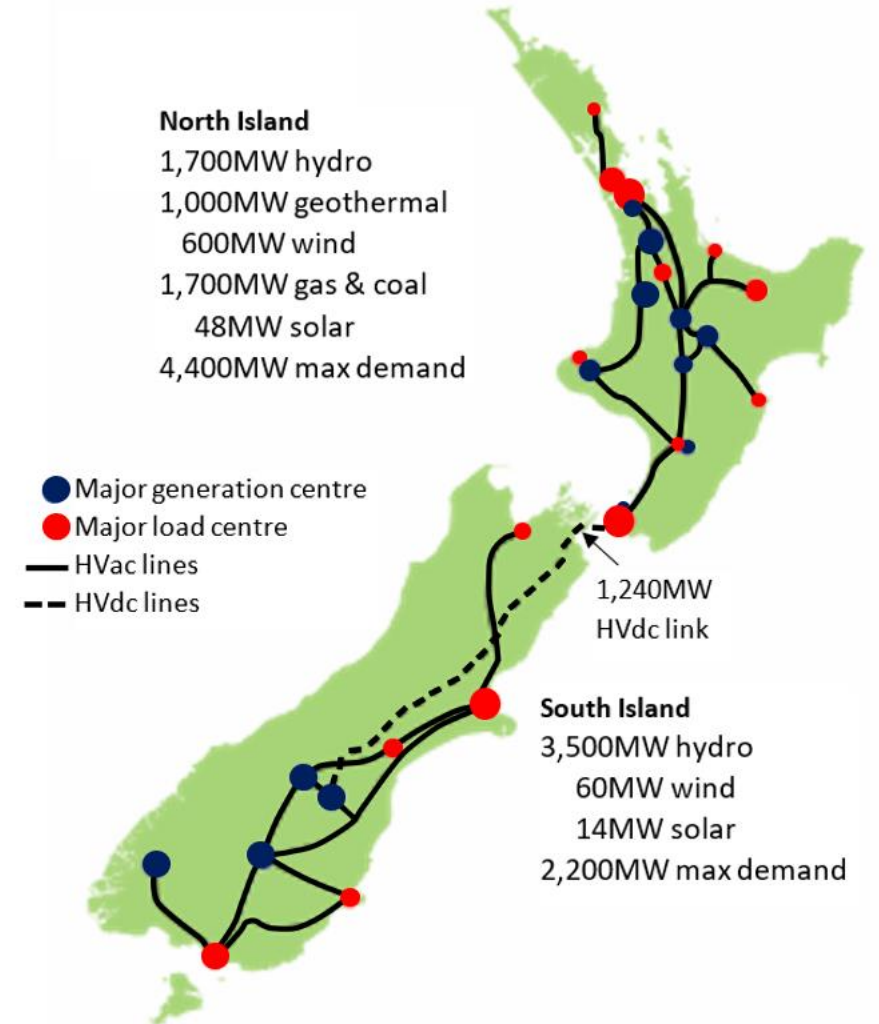 North Island
1,700MW hydro
1,000MW geothermal
600MW wind
1,700MW gas & coal
48MW solar
4,400MW max demand
Major generation centre
Major load centre
HVac lines
HVdc lines
1,240MW
HVdc link
South Island
3,500MW hydro
60MW wind
14MW solar
2,200MW max demand